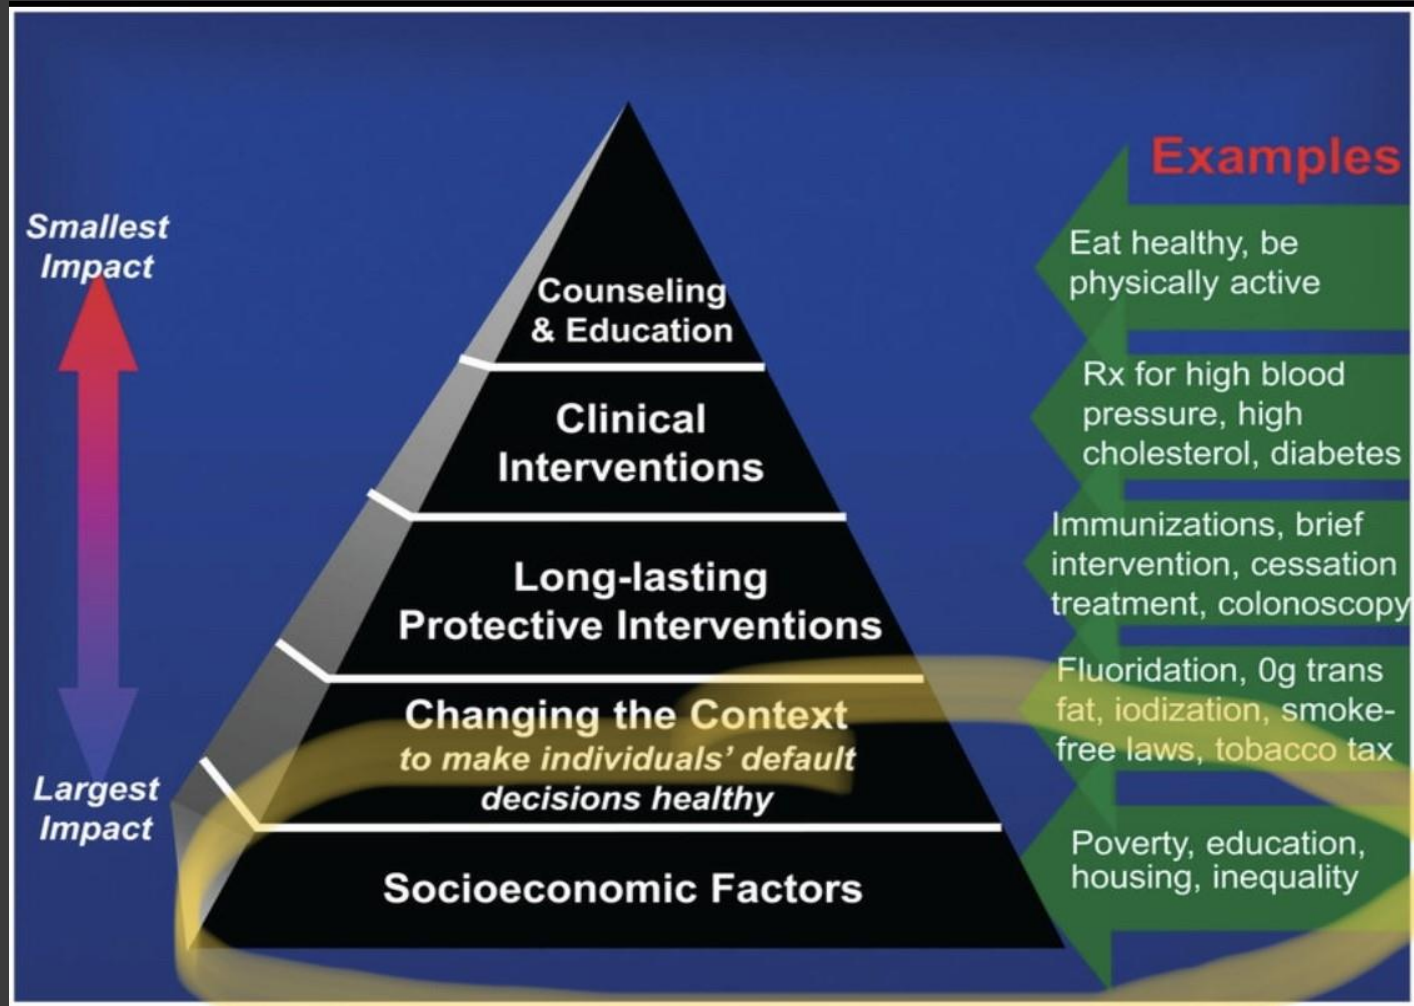 Examples
Smallest
Impact
Eat healthy, be
physically active
Counseling
& Education
Rx for high blood
pressure, high
cholesterol, diabetes
Clinical
Interventions
Immunizations, brief
intervention, cessation
treatment, colonoscopy
Long-lasting
Protective Interventions
Fluoridation, 0g trans
fat, iodization, smoke-
free laws, tobacco tax
Changing the Context
to make individuals’ default
decisions healthy
Largest
Impact
Poverty, education,
housing, inequality
Socioeconomic Factors